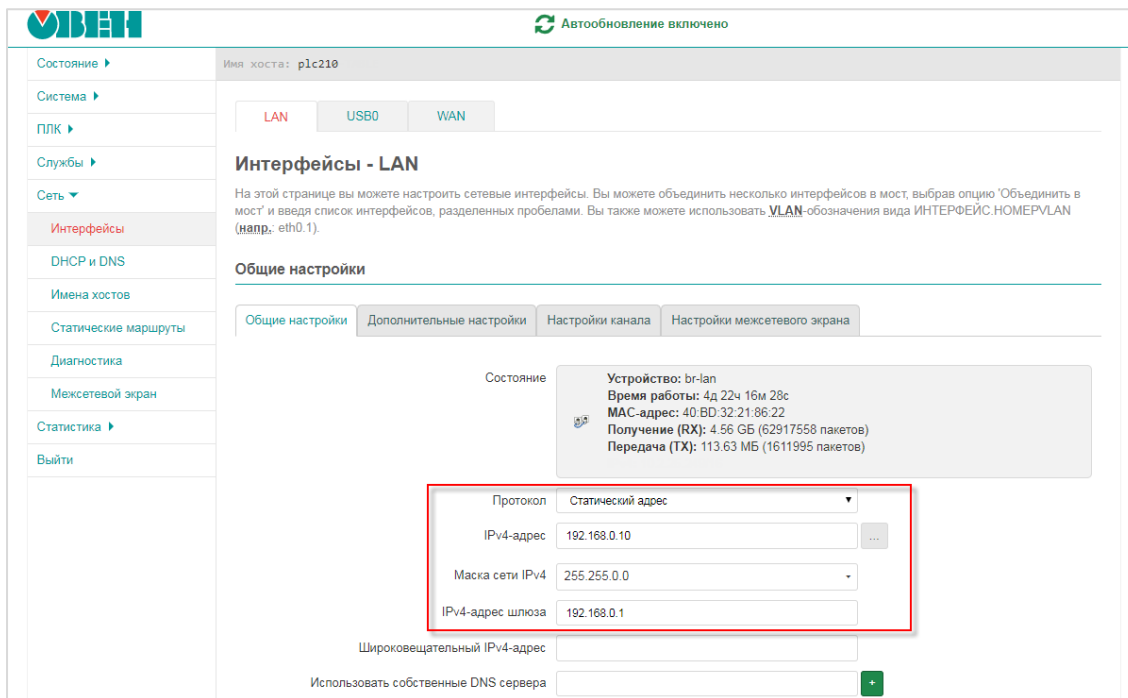 ОВЕН
Автообновление включено
Состояние
Система
ПЛК
Службы
Сеть
Интерфейсы
DHCP и DNS
Имена хостов
Статические маршруты
Диагностика
Межсетевой экран
Статистика
Выйти
Имя хоста: plc210
LAN USB0 WAN
Интерфейсы - LAN
На этой странице вы можете настроить сетевые интерфейсы. Вы можете объединить несколько интерфейсов в мост, выбрав опцию 'Объединить в
мост' и введя список интерфейсов, разделенных пробелами. Вы также можете использовать VLAN-обозначения вида ИНТЕРФЕЙС.НОМЕРVLAN
(напр.: eth0.1).
Общие настройки
Общие настройки Дополнительные настройки Настройки канала Настройки межсетевого экрана
Состояние
Устройство: br-lan
Время работы: 4д 22ч 16м 28с
MAC-адрес: 40:BD:32:21:86:22
Получение (RX): 4.56 ГБ (62917558 пакетов)
Передача (TX): 113.63 МБ (1611995 пакетов)
Протокол Статический адрес
IPv4-адрес 192.168.0.10 ...
Маска сети IPv4 255.255.0.0
IPv4-адрес шлюза 192.168.0.1
Широковещательный IPv4-адрес
Использовать собственные DNS сервера +